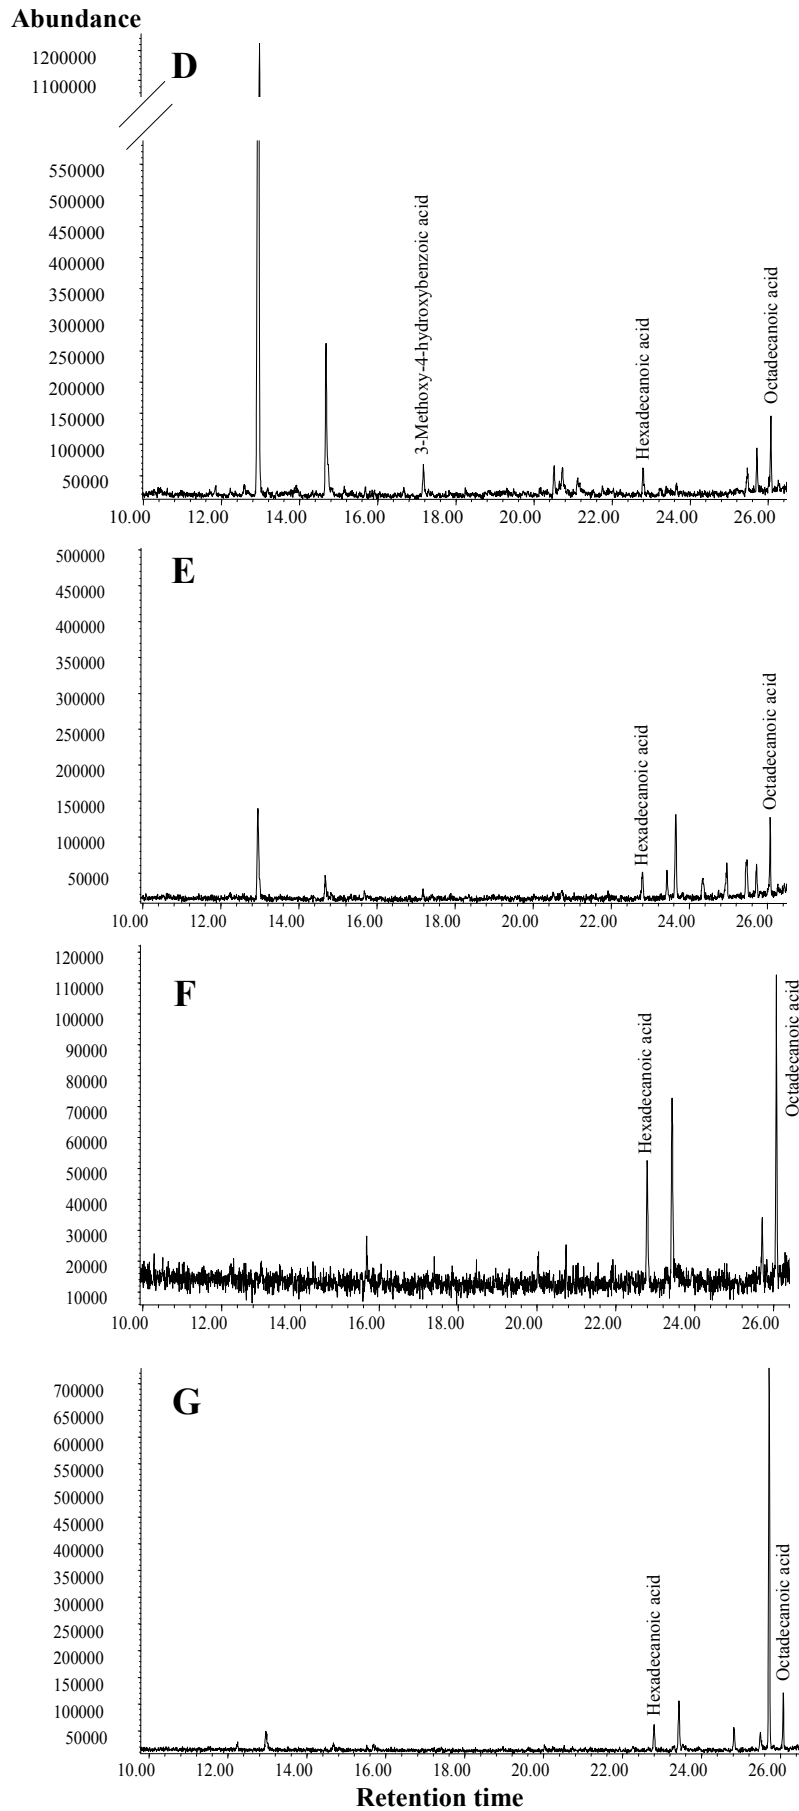 Abundance
D
1200000
1100000
550000
500000
450000
400000
350000
300000
250000
200000
150000
100000
50000
3-Methoxy-4-hydroxybenzoic acid
Hexadecanoic acid
Octadecanoic acid
10.00 12.00 14.00 16.00 18.00 20.00 22.00 24.00 26.00
E
500000
450000
400000
350000
300000
250000
200000
150000
100000
50000
Hexadecanoic acid
Octadecanoic acid
10.00 12.00 14.00 16.00 18.00 20.00 22.00 24.00 26.00
F
120000
110000
100000
90000
80000
70000
60000
50000
40000
30000
20000
10000
Hexadecanoic acid
Octadecanoic acid
10.00 12.00 14.00 16.00 18.00 20.00 22.00 24.00 26.00
G
700000
650000
600000
550000
500000
450000
400000
350000
300000
250000
200000
150000
100000
50000
Hexadecanoic acid
Octadecanoic acid
10.00 12.00 14.00 16.00 18.00 20.00 22.00 24.00 26.00
Retention time